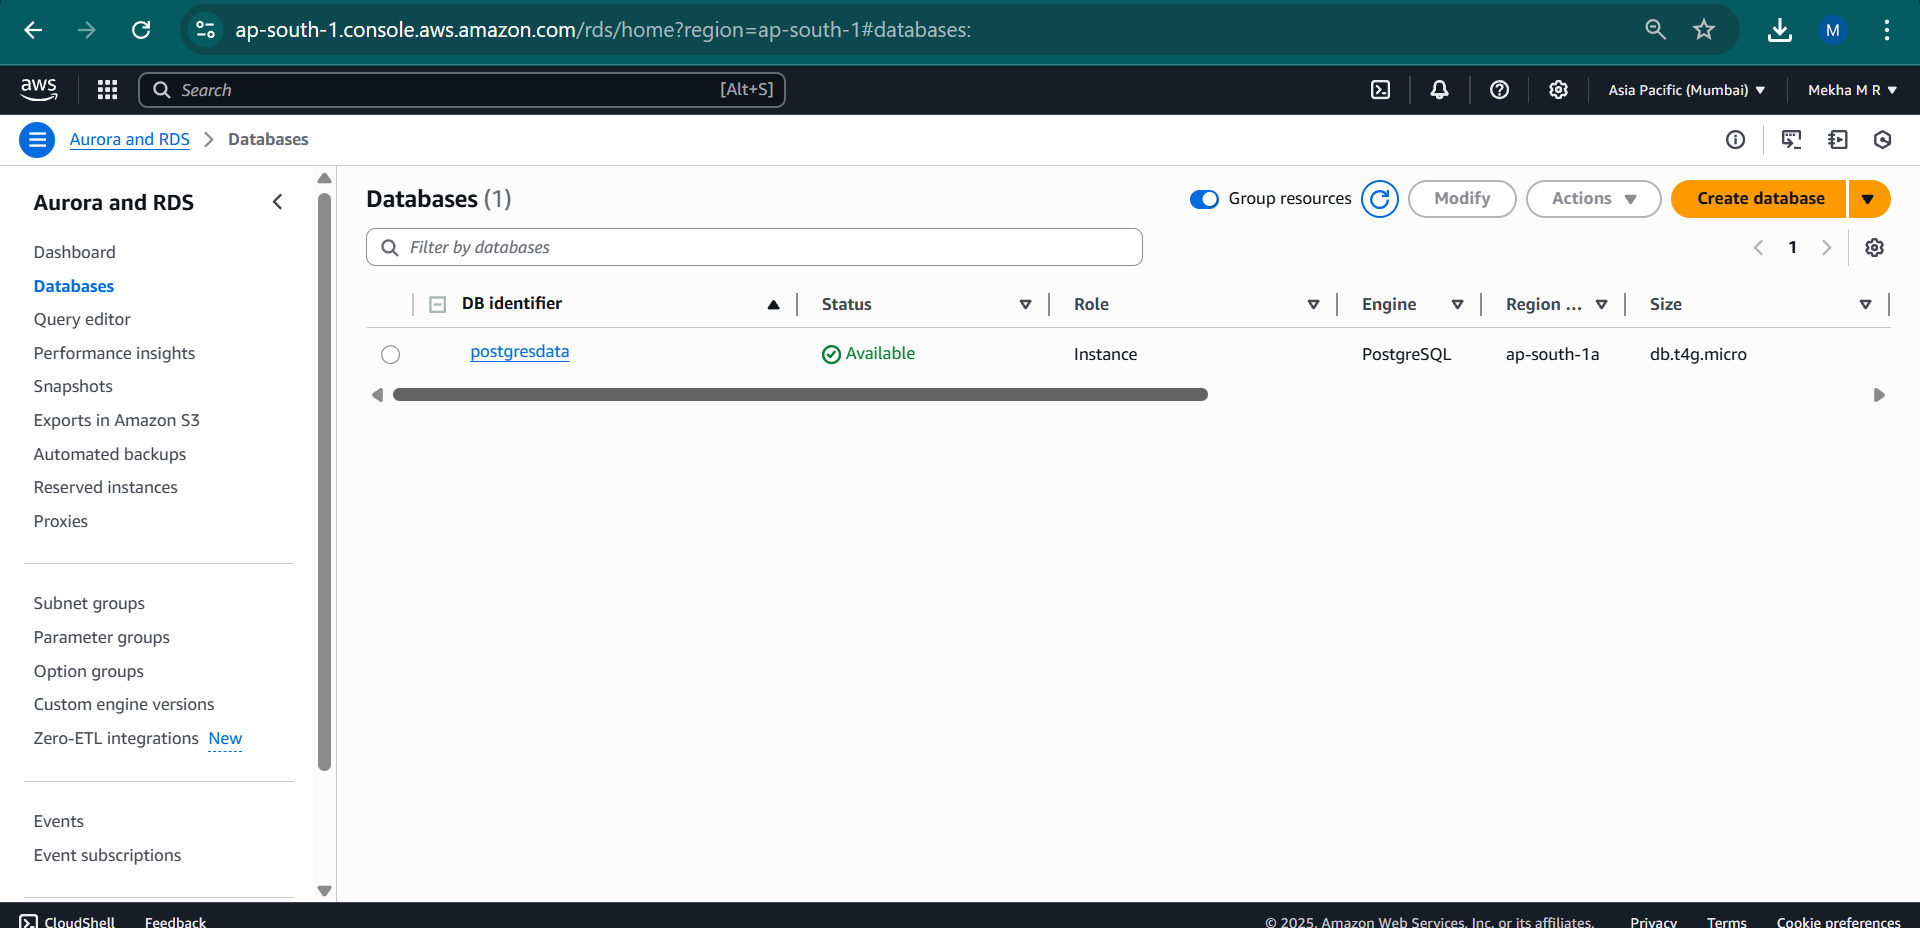 ap-south-1.console.aws.amazon.com/rds/home?region=ap-south-1#databases:
M
aws
Search
[Alt+S]
Asia Pacific (Mumbai)
Mekha M R
Aurora and RDS
Databases
Aurora and RDS
Dashboard
Databases
Query editor
Performance insights
Snapshots
Exports in Amazon S3
Automated backups
Reserved instances
Proxies
Subnet groups
Parameter groups
Option groups
Custom engine versions
Zero-ETL integrations New
Events
Event subscriptions
Databases (1)
Group resources
Modify
Actions
Create database
Filter by databases
1
DB identifier Status Role Engine Region ... Size
postgresdata Available Instance PostgreSQL ap-south-1a db.t4g.micro
CloudShell Feedback © 2025, Amazon Web Services, Inc. or its affiliates. Privacy Terms Cookie preferences